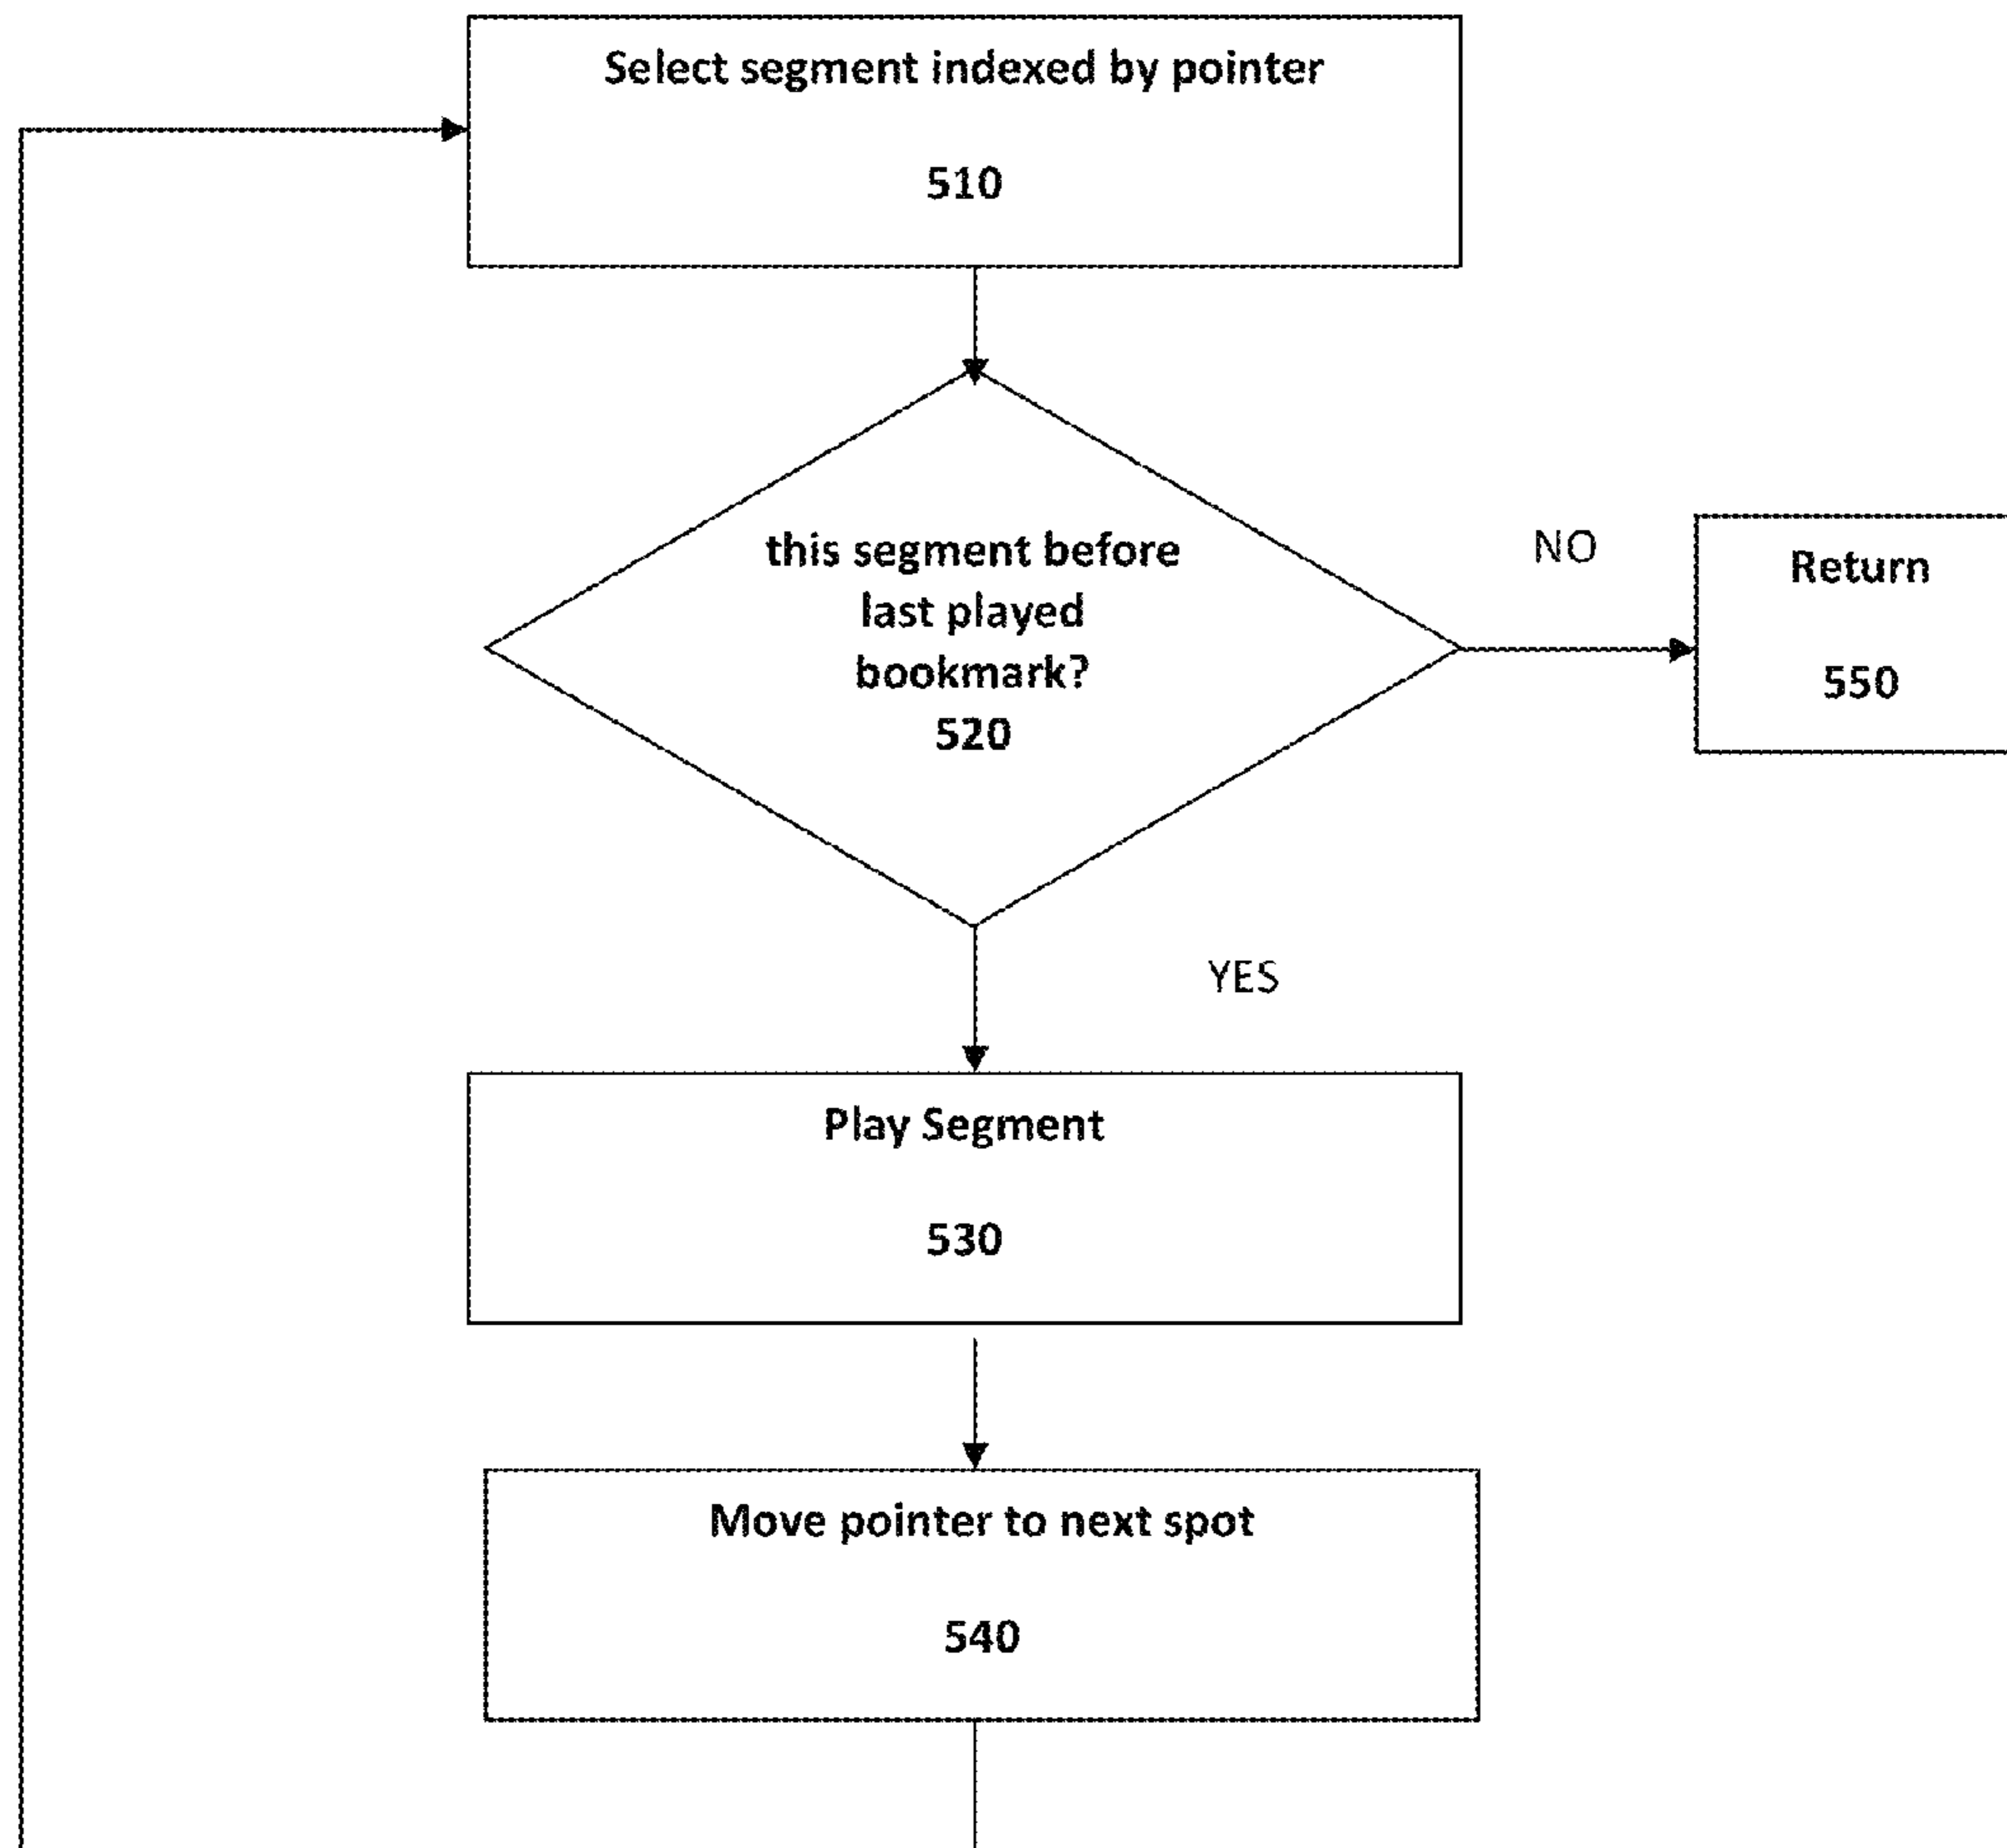 Select segment indexed by pointer
510
this segment before
last played
bookmark?
520
NO
Return
550
YES
Play Segment
530
Move pointer to next spot
540